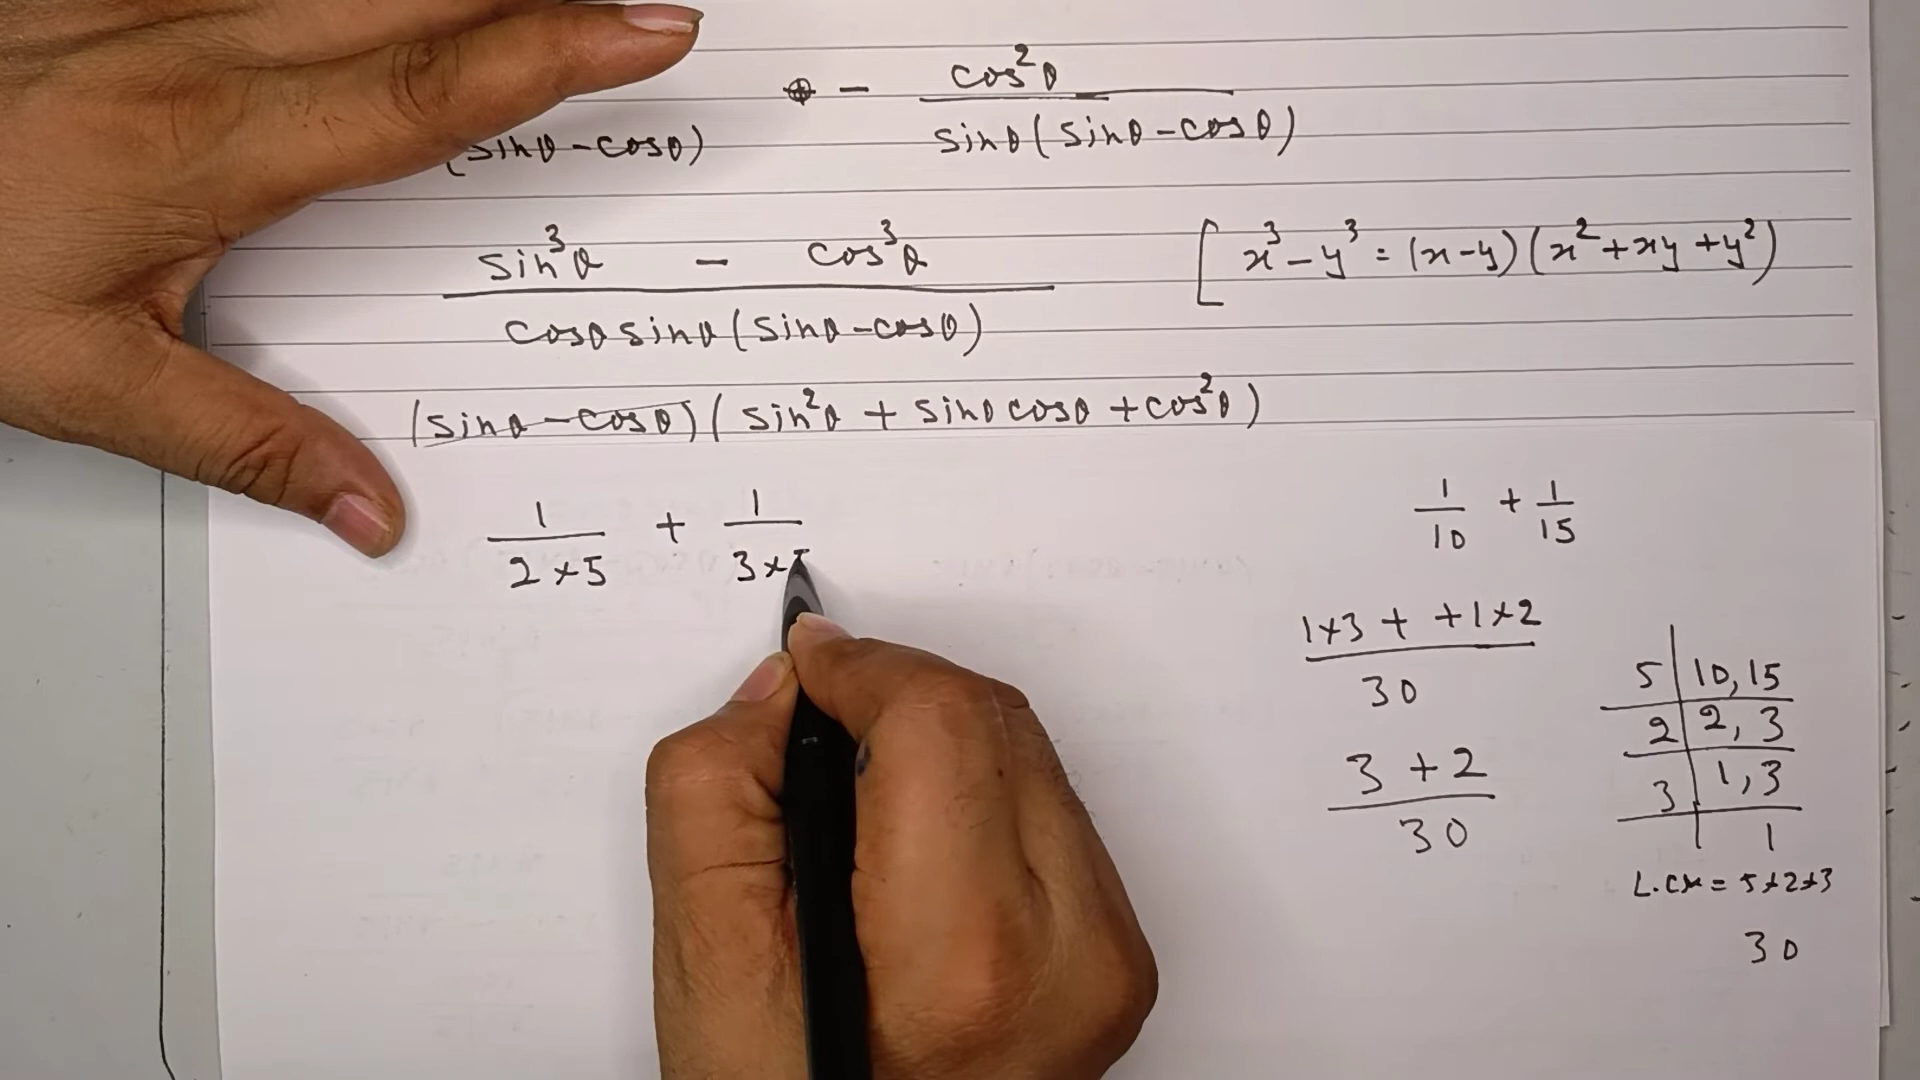 ⊕ - cos²θ
(sinθ-cosθ) sinθ(sinθ-cosθ)
sin³θ - cos³θ [ x³-y³ = (x-y)(x²+xy+y²)
cosθ sinθ(sinθ-cosθ)
(sinθ-cosθ)(sin²θ + sinθ cosθ + cos²θ)
1 + 1
2×5 3×5
1 + 1
10 15
1×3 + +1×2
30
3 + 2
30
5 | 10, 15
2 | 2, 3
3 | 1, 3
| 1
L.CM = 5×2×3
30